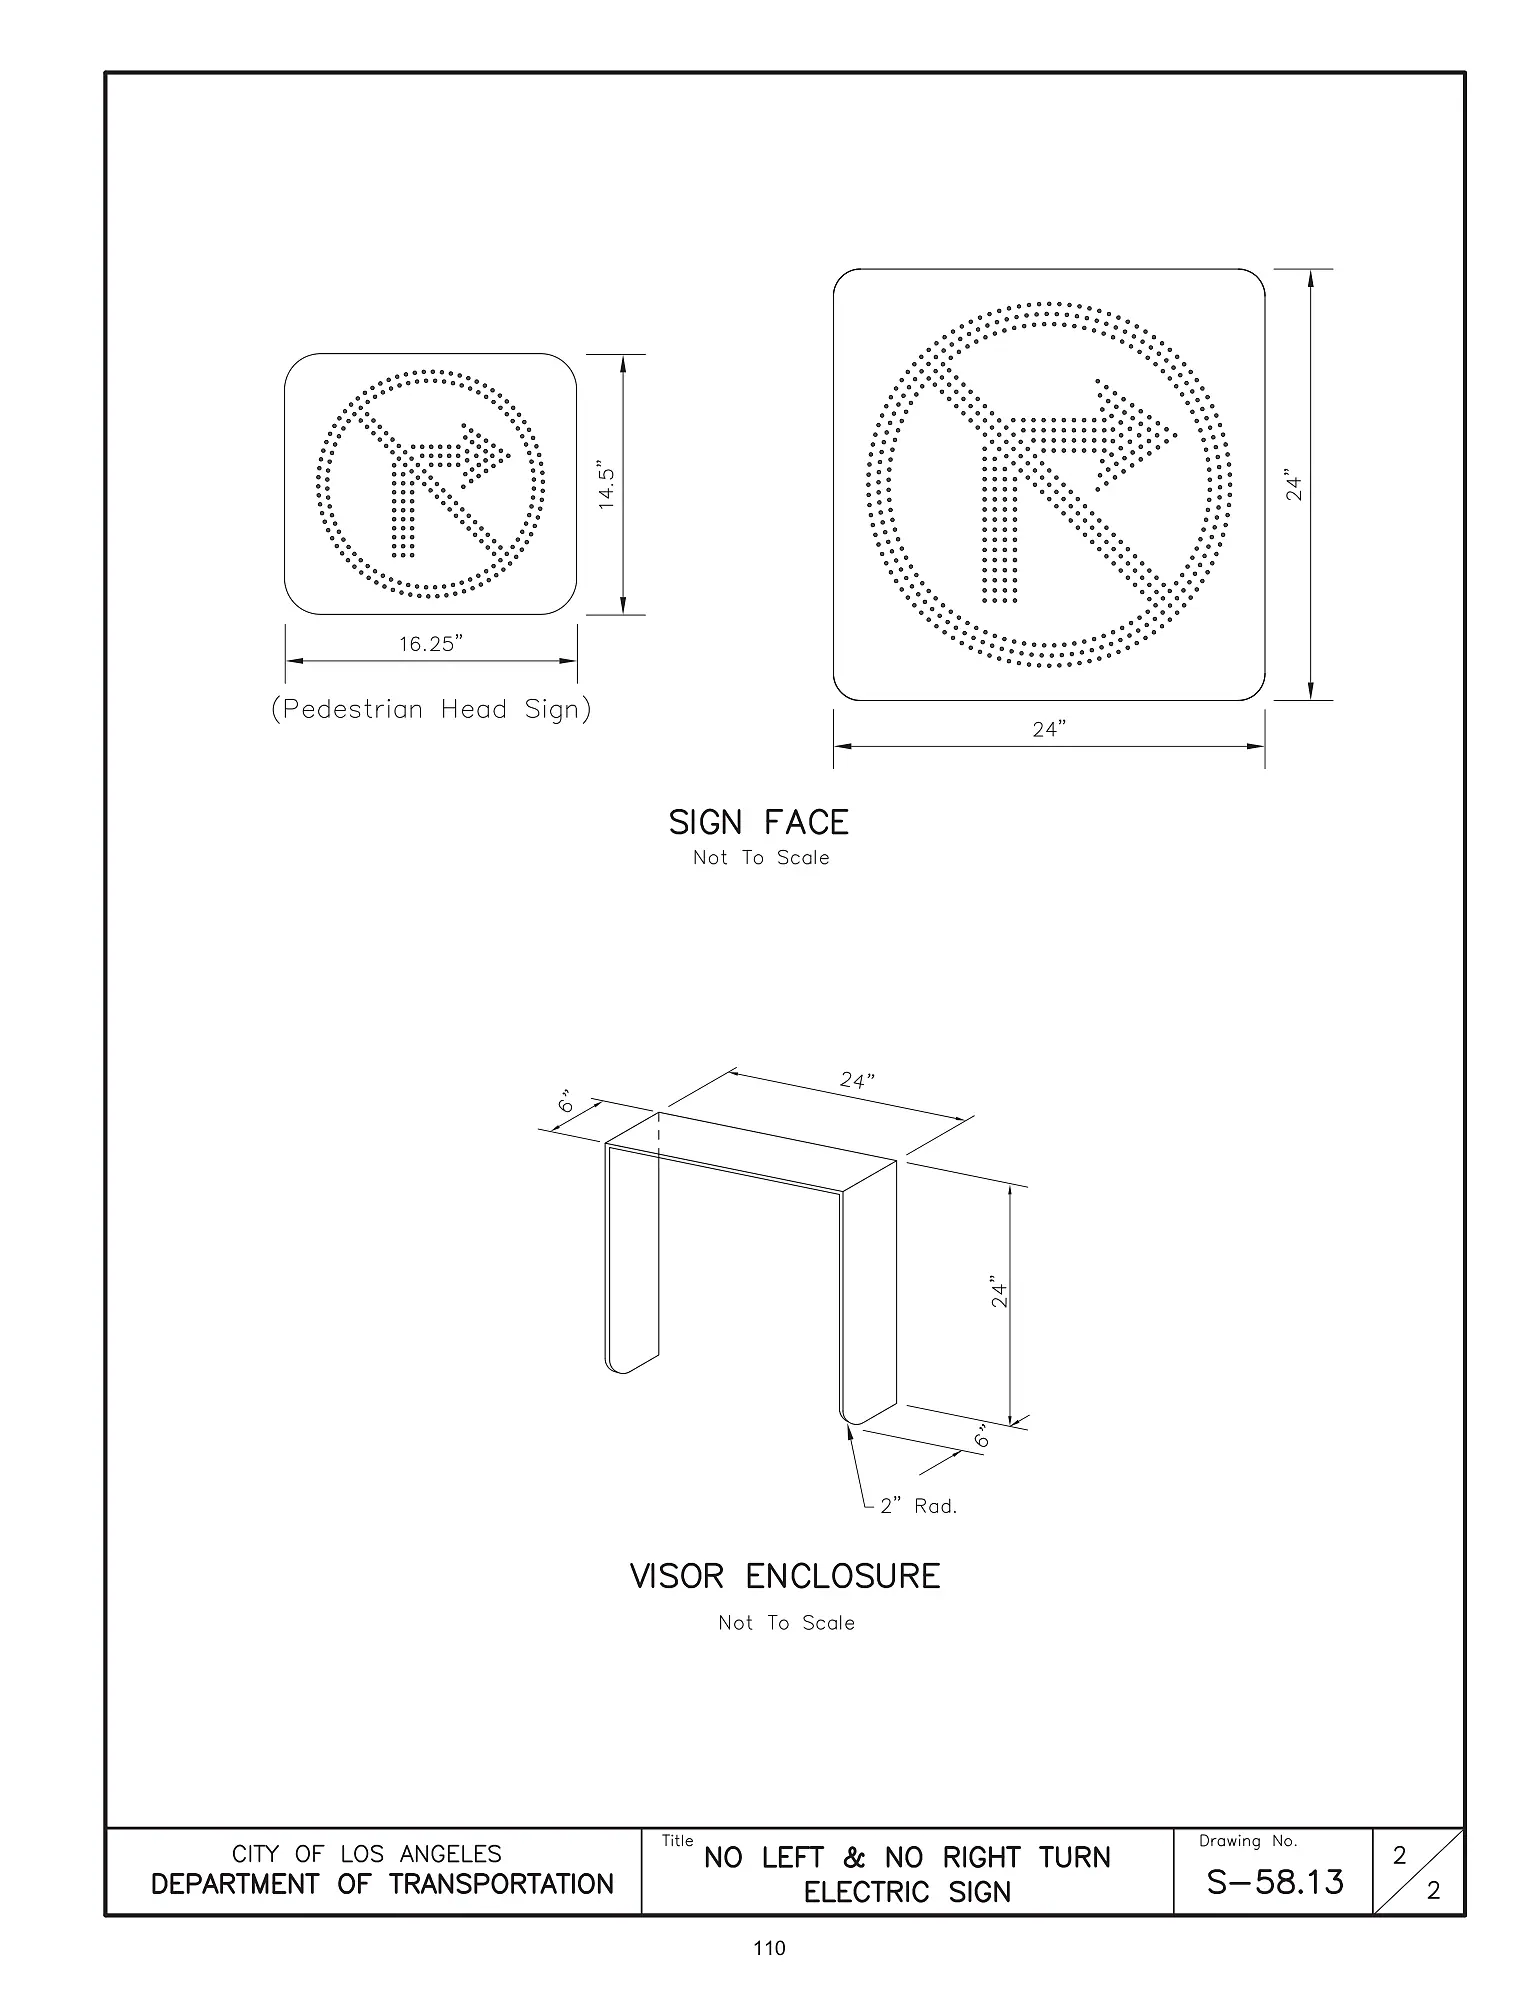 14.5”
16.25”
(Pedestrian Head Sign)
24”
24”
SIGN FACE
Not To Scale
6”
24”
24”
6”
2” Rad.
VISOR ENCLOSURE
Not To Scale
CITY OF LOS ANGELES
DEPARTMENT OF TRANSPORTATION
Title
NO LEFT & NO RIGHT TURN
ELECTRIC SIGN
Drawing No.
S-58.13
2
2
110